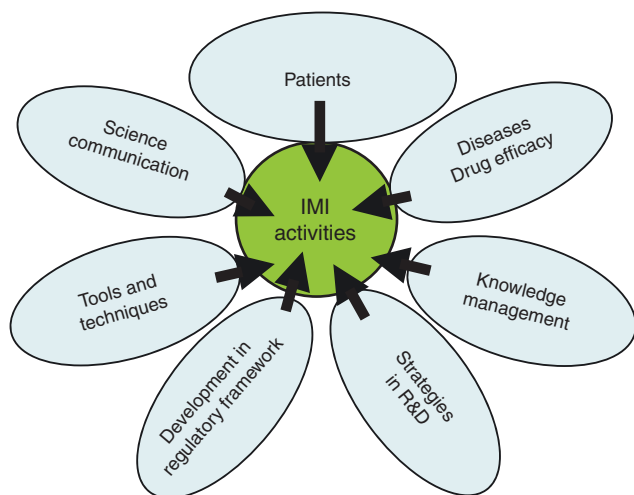 Patients
Science
communication
Diseases
Drug efficacy
IMI
activities
Tools and
techniques
Knowledge
management
Development in
regulatory framework
Strategies
in R&D